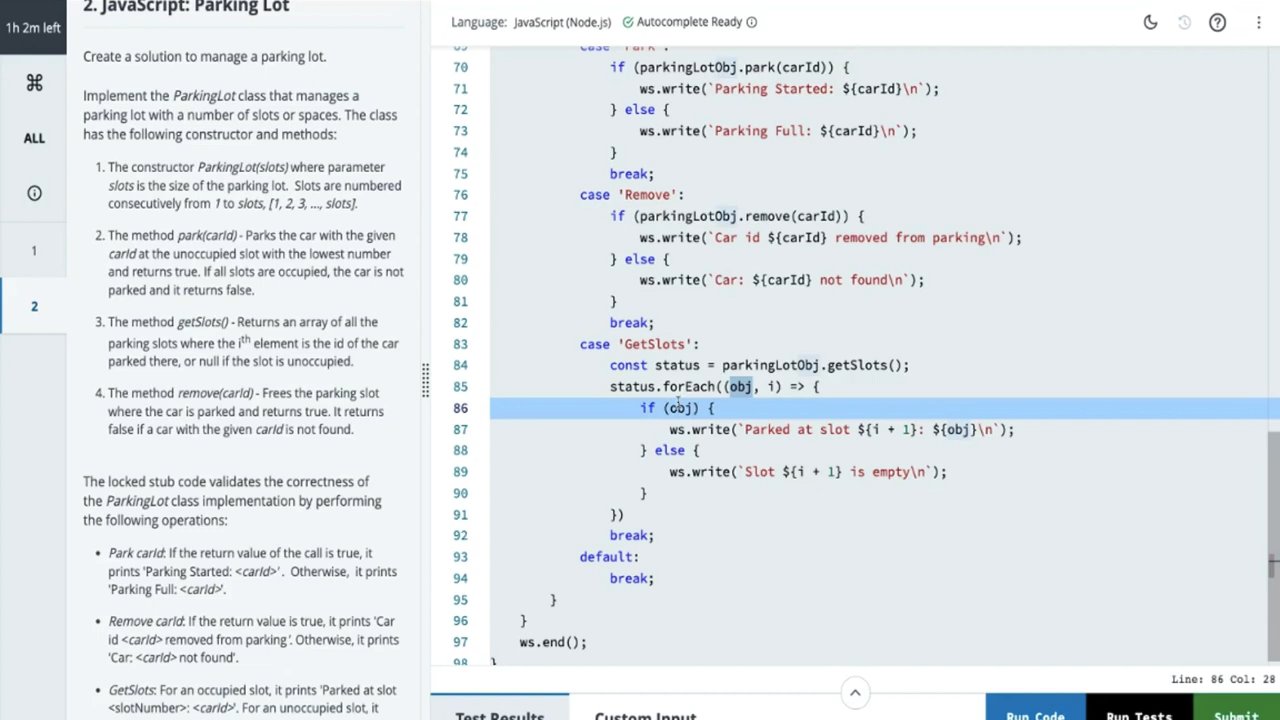 2. JavaScript: Parking Lot
1h 2m left
Language: JavaScript (Node.js)
Autocomplete Ready
ALL
1
2
Create a solution to manage a parking lot.
Implement the ParkingLot class that manages a
parking lot with a number of slots or spaces. The class
has the following constructor and methods:
1. The constructor ParkingLot(slots) where parameter
slots is the size of the parking lot. Slots are numbered
consecutively from 1 to slots, [1, 2, 3, ..., slots].
2. The method park(carId) - Parks the car with the given
carId at the unoccupied slot with the lowest number
and returns true. If all slots are occupied, the car is not
parked and it returns false.
3. The method getSlots() - Returns an array of all the
parking slots where the ith element is the id of the car
parked there, or null if the slot is unoccupied.
4. The method remove(carId) - Frees the parking slot
where the car is parked and returns true. It returns
false if a car with the given carId is not found.
The locked stub code validates the correctness of
the ParkingLot class implementation by performing
the following operations:
• Park carId: If the return value of the call is true, it
prints 'Parking Started: <carId>'. Otherwise, it prints
'Parking Full: <carId>'.
• Remove carId: If the return value is true, it prints 'Car
id <carId> removed from parking'. Otherwise, it prints
'Car: <carId> not found'.
• GetSlots: For an occupied slot, it prints 'Parked at slot
<slotNumber>: <carId>'. For an unoccupied slot, it
69 case 'Park':
70 if (parkingLotObj.park(carId)) {
71 ws.write(`Parking Started: ${carId}\n`);
72 } else {
73 ws.write(`Parking Full: ${carId}\n`);
74 }
75 break;
76 case 'Remove':
77 if (parkingLotObj.remove(carId)) {
78 ws.write(`Car id ${carId} removed from parking\n`);
79 } else {
80 ws.write(`Car: ${carId} not found\n`);
81 }
82 break;
83 case 'GetSlots':
84 const status = parkingLotObj.getSlots();
85 status.forEach((obj, i) => {
86 if (obj) {
87 ws.write(`Parked at slot ${i + 1}: ${obj}\n`);
88 } else {
89 ws.write(`Slot ${i + 1} is empty\n`);
90 }
91 })
92 break;
93 default:
94 break;
95 }
96 }
97 ws.end();
98 }
Line: 86 Col: 28
Test Results
Custom Input
Run Code
Run Tests
Submit